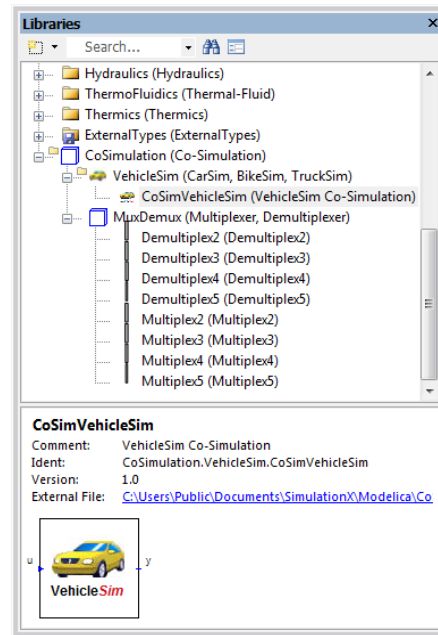 Libraries
Search...
Hydraulics (Hydraulics)
ThermoFluidics (Thermal-Fluid)
Thermics (Thermics)
ExternalTypes (ExternalTypes)
CoSimulation (Co-Simulation)
VehicleSim (CarSim, BikeSim, TruckSim)
CoSimVehicleSim (VehicleSim Co-Simulation)
MuxDemux (Multiplexer, Demultiplexer)
Demultiplex2 (Demultiplex2)
Demultiplex3 (Demultiplex3)
Demultiplex4 (Demultiplex4)
Demultiplex5 (Demultiplex5)
Multiplex2 (Multiplex2)
Multiplex3 (Multiplex3)
Multiplex4 (Multiplex4)
Multiplex5 (Multiplex5)
CoSimVehicleSim
Comment: VehicleSim Co-Simulation
Ident: CoSimulation.VehicleSim.CoSimVehicleSim
Version: 1.0
External File: C:\Users\Public\Documents\SimulationX\Modelica\Co
u y
VehicleSim